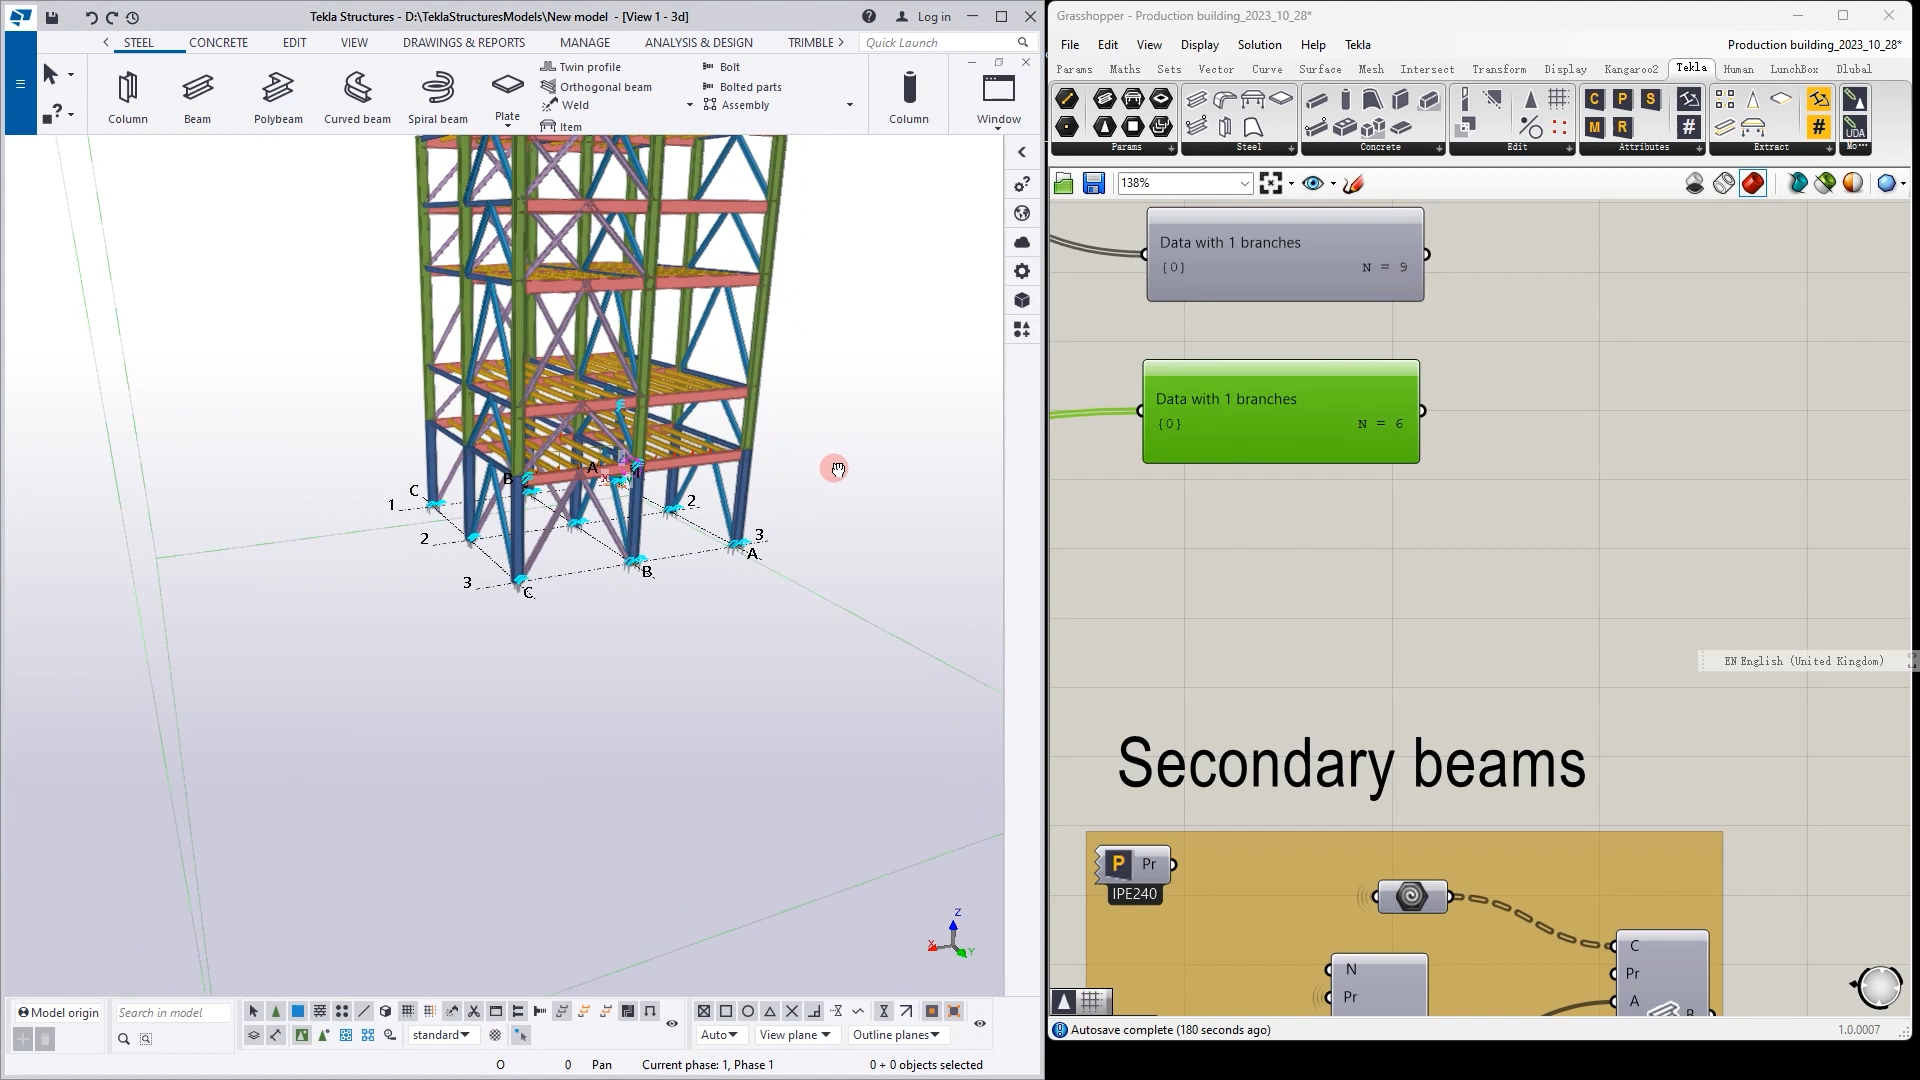 Tekla Structures - D:\TeklaStructuresModels\New model - [View 1 - 3d]
Log in
STEEL CONCRETE EDIT VIEW DRAWINGS & REPORTS MANAGE ANALYSIS & DESIGN TRIMBLE Quick Launch
Column
Beam
Polybeam
Curved beam
Spiral beam
Plate
Twin profile
Orthogonal beam
Weld
Item
Bolt
Bolted parts
Assembly
Column
Window
C
1
2
3
C
B
A
2
3
A
B
Z
X
Y
Model origin
Search in model
standard
Auto
View plane
Outline planes
O 0 Pan Current phase: 1, Phase 1 0 + 0 objects selected
Grasshopper - Production building_2023_10_28*
File Edit View Display Solution Help Tekla
Production building_2023_10_28*
Params Maths Sets Vector Curve Surface Mesh Intersect Transform Display Kangaroo2 Tekla Human LunchBox Dlubal
C P S
M R #
#
UDA
Params Steel Concrete Edit Attributes Extract Mo...
138%
Data with 1 branches
{0} N = 9
Data with 1 branches
{0} N = 6
EN English (United Kingdom)
Secondary beams
P Pr
IPE240
N
Pr
C
Pr
A
B
Autosave complete (180 seconds ago)
1.0.0007